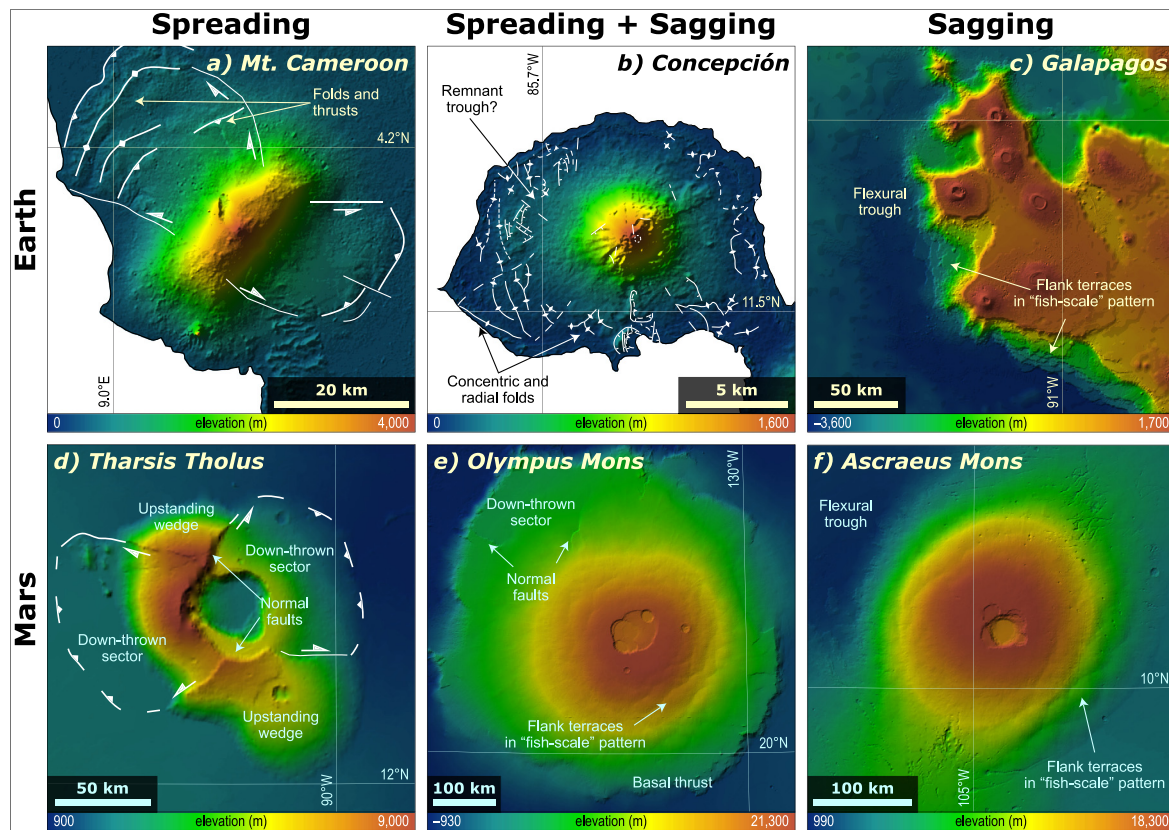 Spreading
Spreading + Sagging
Sagging
Earth
Mars
a) Mt. Cameroon
Folds and
thrusts
4.2°N
9.0°E
20 km
0
elevation (m)
4,000
b) Concepción
85.7°W
Remnant
trough?
11.5°N
Concentric and
radial folds
5 km
0
elevation (m)
1,600
c) Galapagos
Flexural
trough
Flank terraces
in "fish-scale" pattern
91°W
50 km
–3,600
elevation (m)
1,700
d) Tharsis Tholus
Upstanding
wedge
Down-thrown
sector
Normal
faults
Down-thrown
sector
Upstanding
wedge
12°N
90°W
50 km
900
elevation (m)
9,000
e) Olympus Mons
130°W
Down-thrown
sector
Normal
faults
Flank terraces
in "fish-scale" pattern
20°N
Basal thrust
100 km
–930
elevation (m)
21,300
f) Ascraeus Mons
Flexural
trough
10°N
Flank terraces
in "fish-scale" pattern
105°W
100 km
990
elevation (m)
18,300